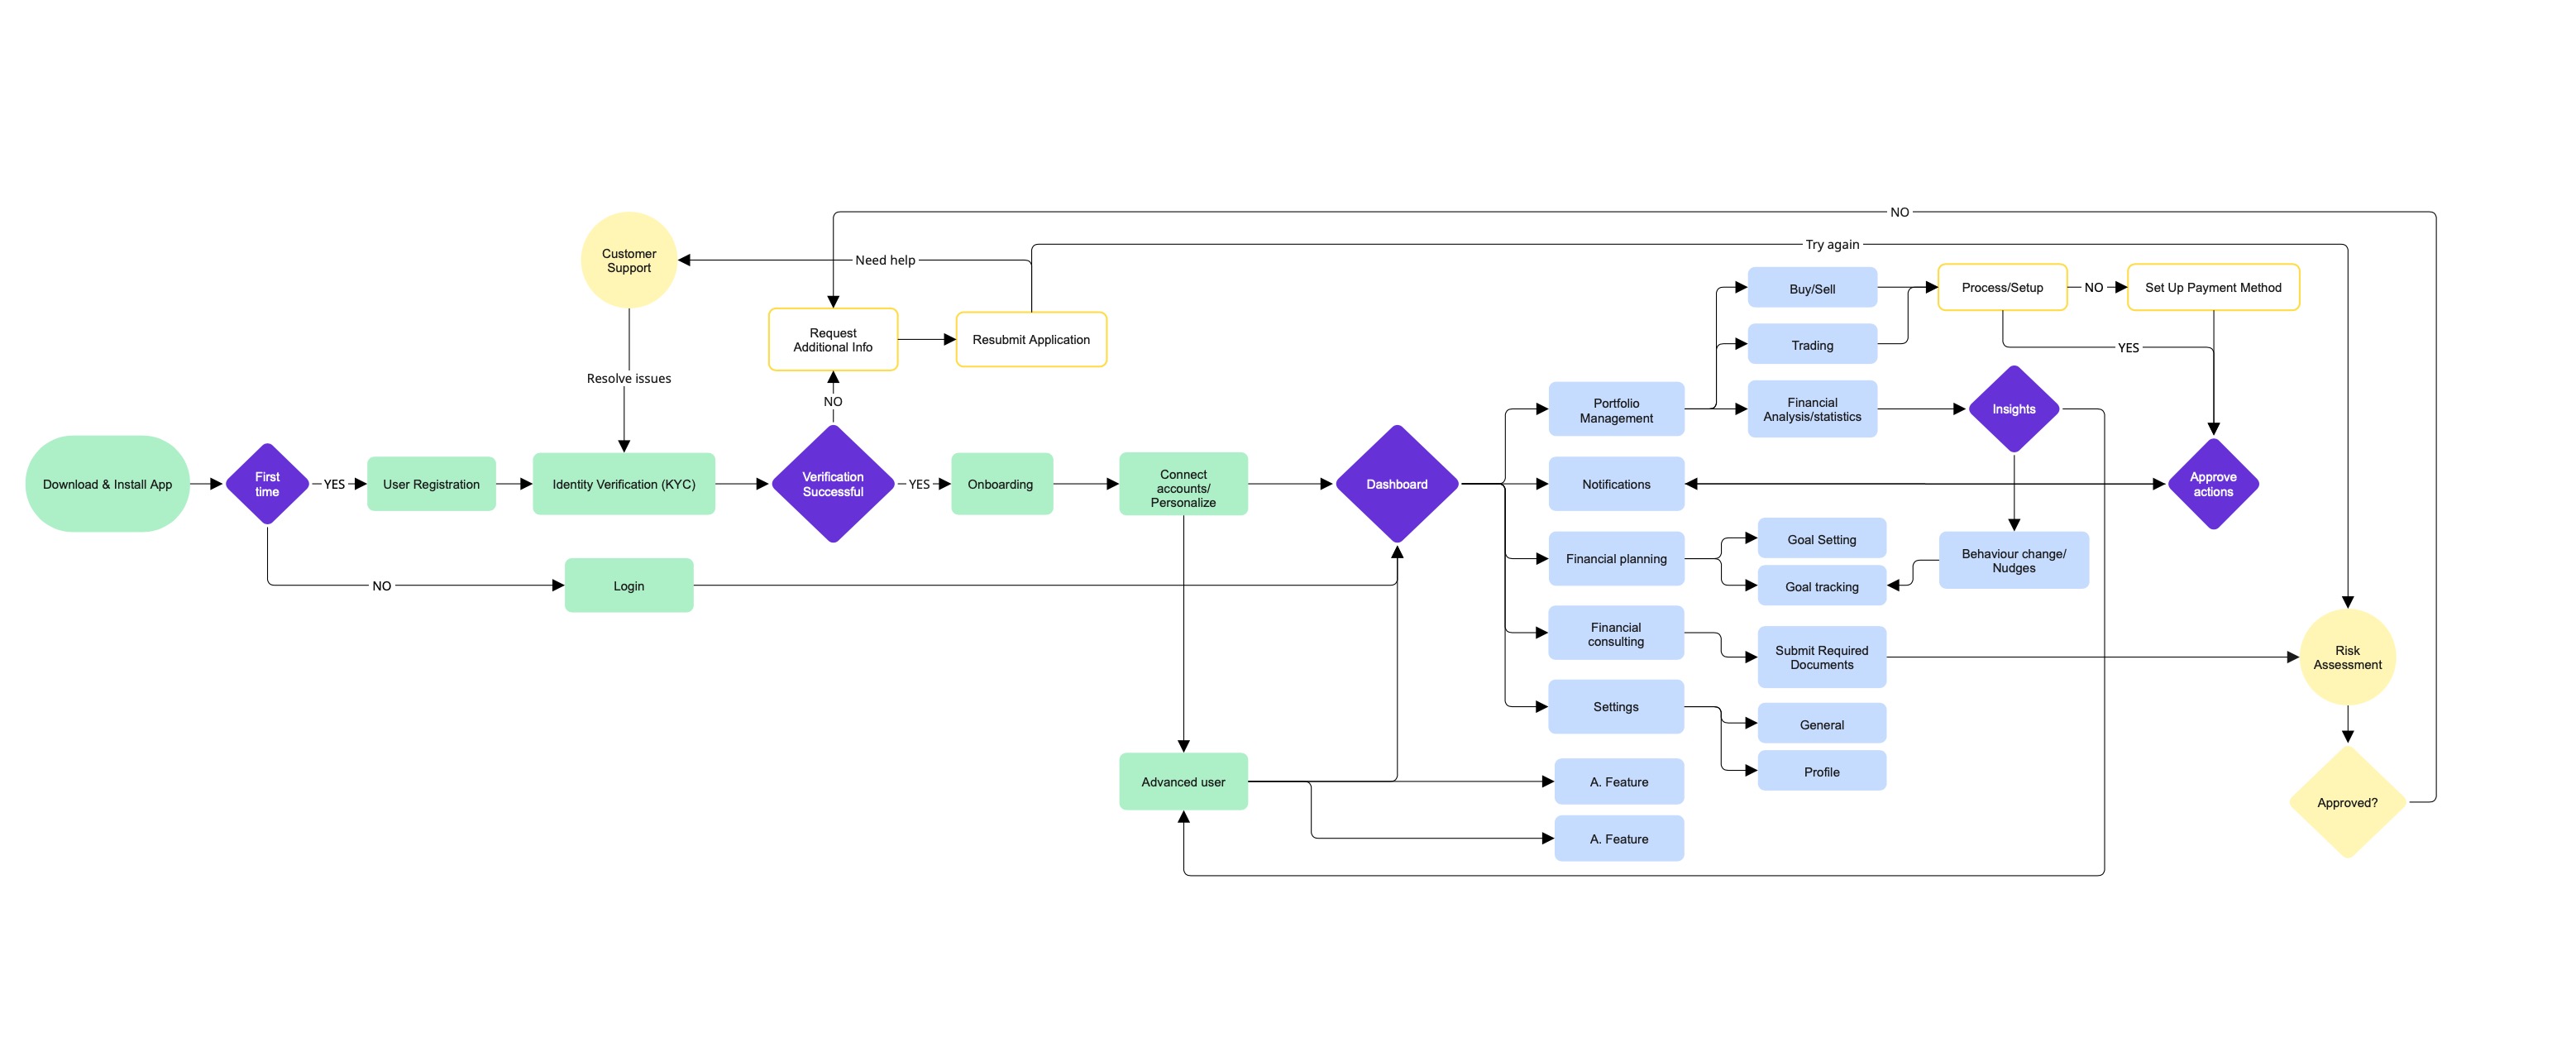 NO
Try again
Customer
Support
Need help
Buy/Sell
Process/Setup
NO
Set Up Payment Method
Request
Additional Info
Resubmit Application
Trading
YES
Resolve issues
NO
Portfolio
Management
Financial
Analysis/statistics
Insights
Download & Install App
First
time
YES
User Registration
Identity Verification (KYC)
Verification
Successful
YES
Onboarding
Connect
accounts/
Personalize
Dashboard
Notifications
Approve
actions
Goal Setting
Financial planning
Behaviour change/
Nudges
NO
Login
Goal tracking
Financial
consulting
Submit Required
Documents
Risk
Assessment
Settings
General
Profile
Advanced user
A. Feature
Approved?
A. Feature